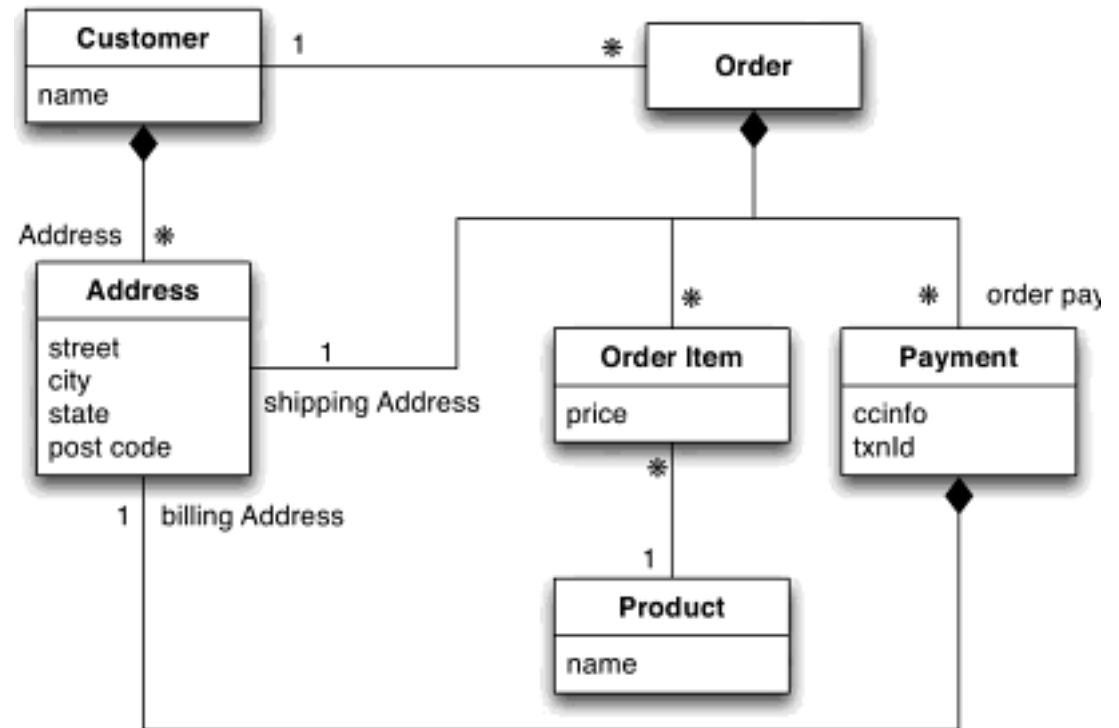 Customer
name
1
*
Order
Address
*
Address
street
city
state
post code
1
shipping Address
*
Order Item
price
*
order pay
Payment
ccinfo
txnId
*
1
Product
name
1
billing Address